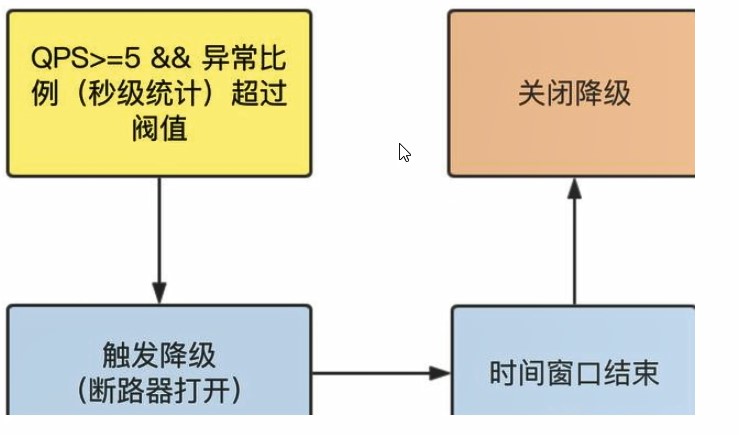 QPS>=5 && 异常比
例（秒级统计）超过
阀值
关闭降级
触发降级
（断路器打开）
时间窗口结束